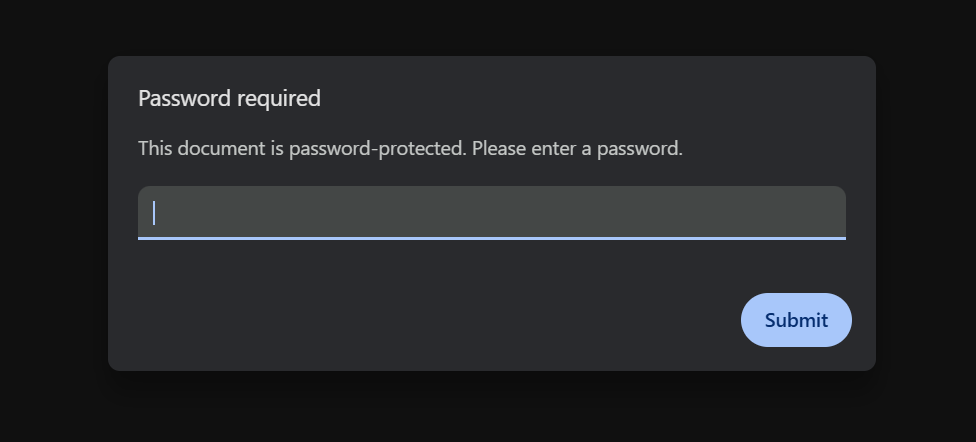 Password required
This document is password-protected. Please enter a password.
Submit